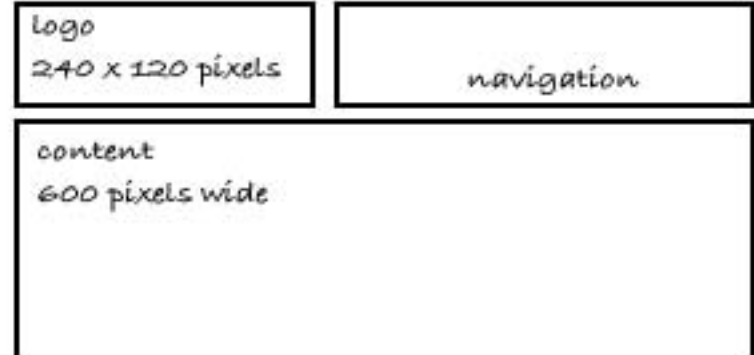 logo
240 x 120 pixels
navigation
content
600 pixels wide